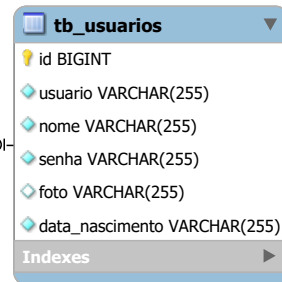 tb_usuarios
id BIGINT
usuario VARCHAR(255)
nome VARCHAR(255)
senha VARCHAR(255)
foto VARCHAR(255)
data_nascimento VARCHAR(255)
Indexes